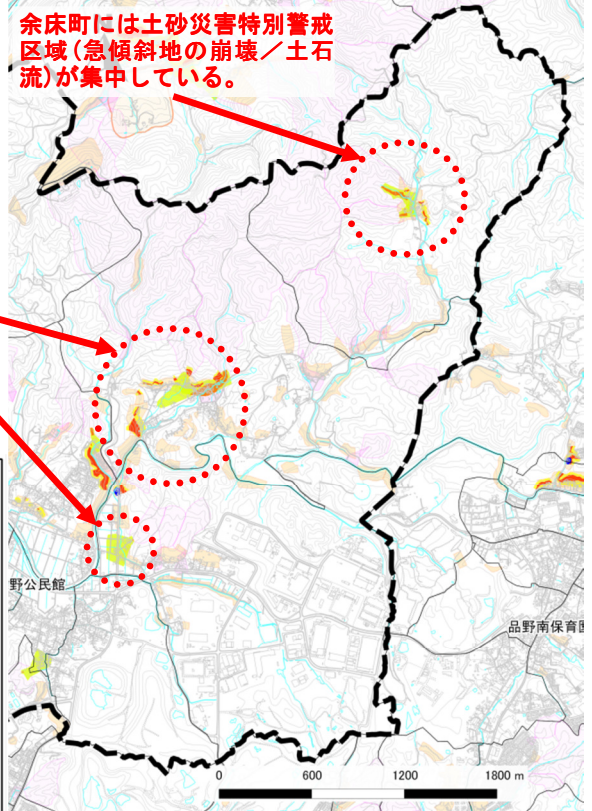 余床町には土砂災害特別警戒
区域（急傾斜地の崩壊／土石
流）が集中している。
野公民館
品野南保育園
0 600 1200 1800 m